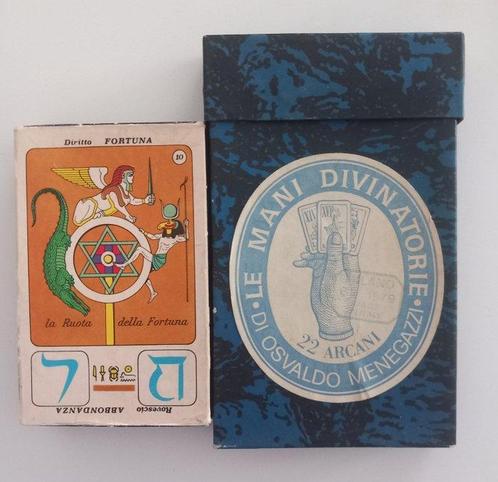 Diritto FORTUNA
10
la Ruota della Fortuna
Rovescio
ABBONDANZA
LE MANI DIVINATORIE
DI OSVALDO MENEGAZZI
22 ARCANI